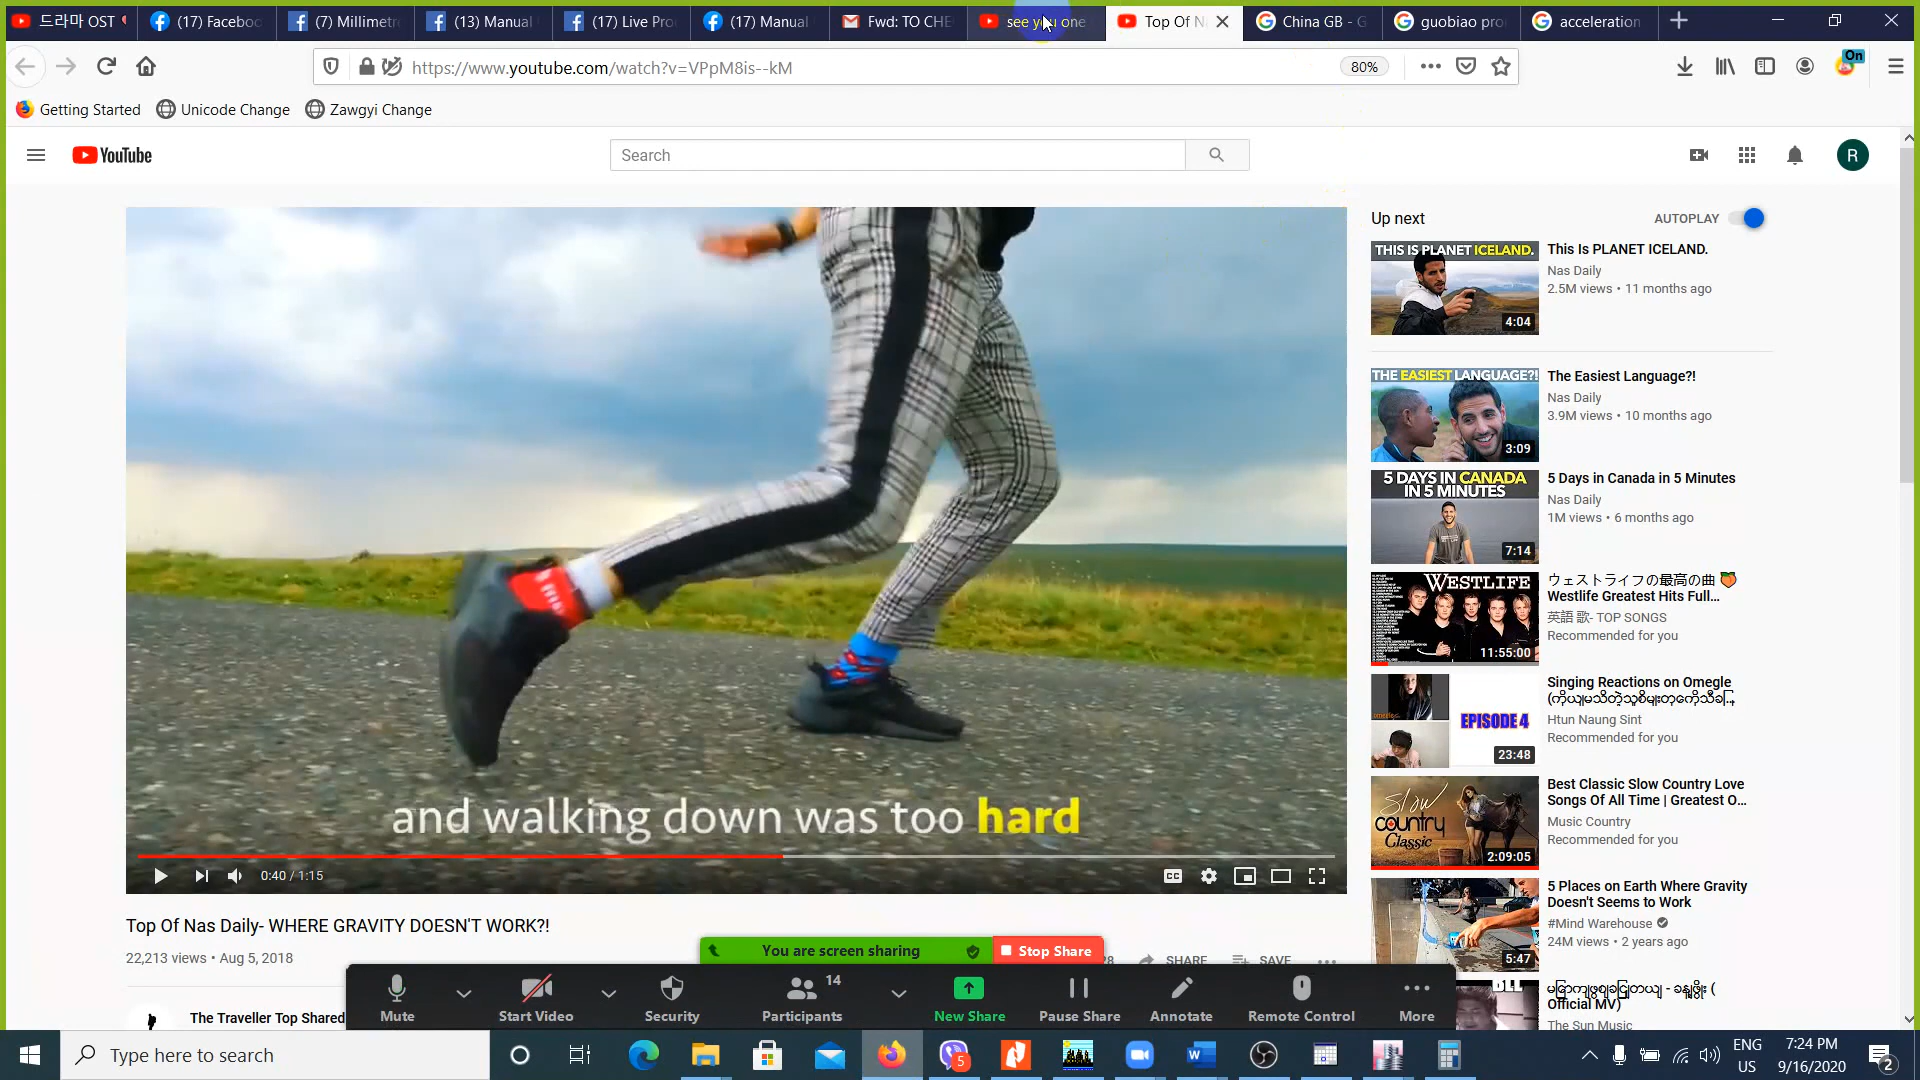 드라마 OST
(17) Faceboo
(7) Millimetre
(13) Manual
(17) Live Pro
(17) Manual
Fwd: TO CHE
see you one
Top Of N
China GB - G
guobiao pro
acceleration
https://www.youtube.com/watch?v=VPpM8is--kM
80%
On
Getting Started
Unicode Change
Zawgyi Change
YouTube
Search
R
Up next
AUTOPLAY
THIS IS PLANET ICELAND.
4:04
This Is PLANET ICELAND.
Nas Daily
2.5M views • 11 months ago
THE EASIEST LANGUAGE?!
3:09
The Easiest Language?!
Nas Daily
3.9M views • 10 months ago
5 DAYS IN CANADA
IN 5 MINUTES
7:14
5 Days in Canada in 5 Minutes
Nas Daily
1M views • 6 months ago
WESTLIFE
11:55:00
ウェストライフの最高の曲 🍑
Westlife Greatest Hits Full...
英語 歌- TOP SONGS
Recommended for you
EPISODE 4
23:48
Singing Reactions on Omegle
Htun Naung Sint
Recommended for you
Slow
country
Classic
2:09:05
Best Classic Slow Country Love
Songs Of All Time | Greatest O...
Music Country
Recommended for you
5:47
5 Places on Earth Where Gravity
Doesn't Seems to Work
#Mind Warehouse
24M views • 2 years ago
Official MV)
The Sun Music
and walking down was too hard
0:40 / 1:15
Top Of Nas Daily- WHERE GRAVITY DOESN'T WORK?!
22,213 views • Aug 5, 2018
SHARE
SAVE
The Traveller Top Shared
You are screen sharing
Stop Share
Mute
Start Video
Security
Participants
14
New Share
Pause Share
Annotate
Remote Control
More
Type here to search
5
ENG
US
7:24 PM
9/16/2020
2